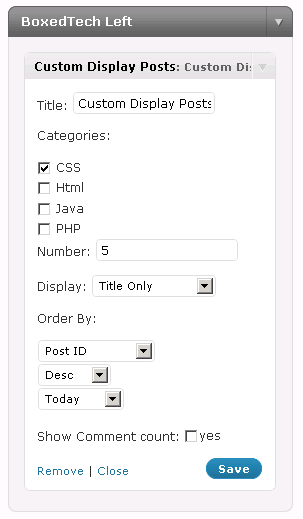 BoxedTech Left
Custom Display Posts: Custom Dis
Title: Custom Display Posts
Categories:
CSS
Html
Java
PHP
Number: 5
Display: Title Only
Order By:
Post ID
Desc
Today
Show Comment count: yes
Remove | Close
Save